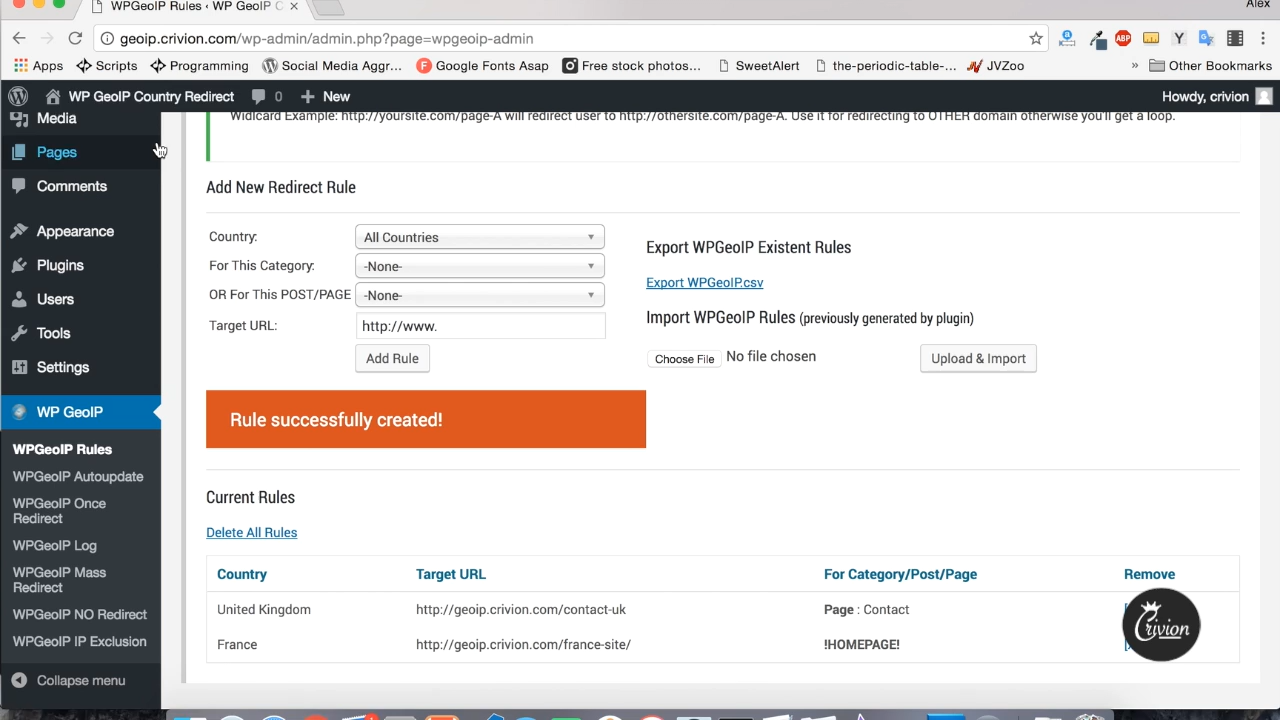 WPGeoIP Rules ‹ WP GeoIP C
Alex
geoip.crivion.com/wp-admin/admin.php?page=wpgeoip-admin
ABP
Apps Scripts Programming Social Media Aggr... Google Fonts Asap Free stock photos... SweetAlert the-periodic-table-... JVZoo » Other Bookmarks
WP GeoIP Country Redirect 0 + New Howdy, crivion
Media
Pages
Comments
Appearance
Plugins
Users
Tools
Settings
WP GeoIP
WPGeoIP Rules
WPGeoIP Autoupdate
WPGeoIP Once
Redirect
WPGeoIP Log
WPGeoIP Mass
Redirect
WPGeoIP NO Redirect
WPGeoIP IP Exclusion
Collapse menu
Widlcard Example: http://yoursite.com/page-A will redirect user to http://othersite.com/page-A. Use it for redirecting to OTHER domain otherwise you'll get a loop.
Add New Redirect Rule
Country: All Countries
For This Category: -None-
OR For This POST/PAGE -None-
Target URL: http://www.
Add Rule
Export WPGeoIP Existent Rules
Export WPGeoIP.csv
Import WPGeoIP Rules (previously generated by plugin)
Choose File No file chosen Upload & Import
Rule successfully created!
Current Rules
Delete All Rules
Country Target URL For Category/Post/Page Remove
United Kingdom http://geoip.crivion.com/contact-uk Page : Contact
France http://geoip.crivion.com/france-site/ !HOMEPAGE!
Crivion